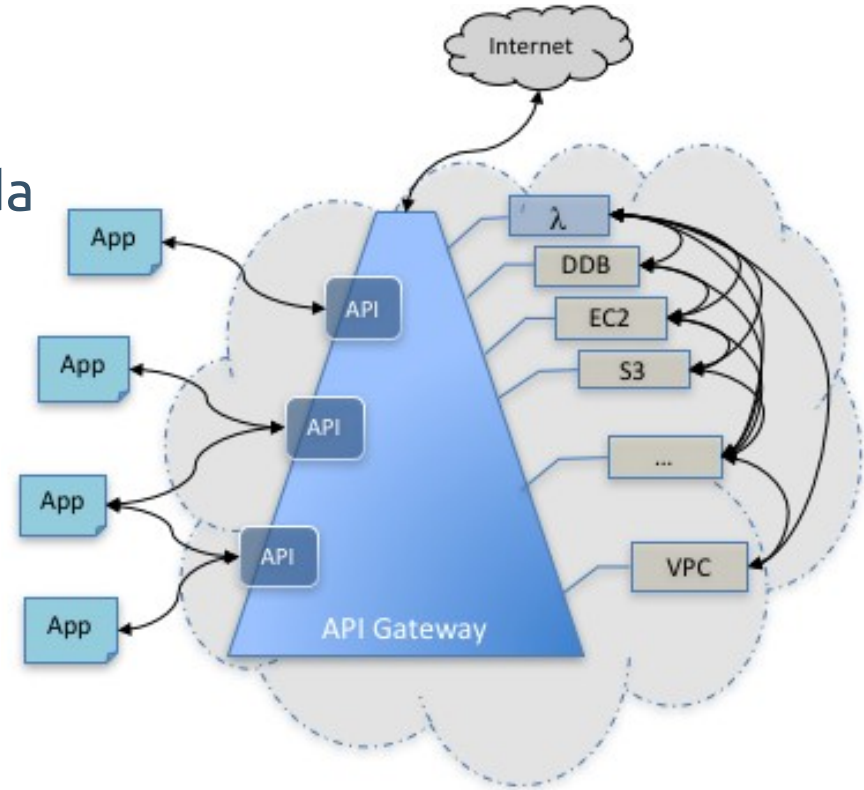 Internet
la
λ
App
DDB
API
EC2
App
S3
API
...
App
API
VPC
App
API Gateway